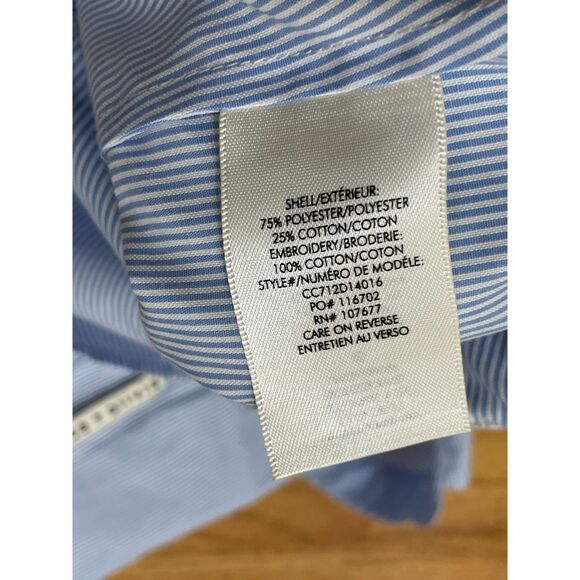 SHELL/EXTÉRIEUR:
75% POLYESTER/POLYESTER
25% COTTON/COTON
EMBROIDERY/BRODERIE:
100% COTTON/COTON
STYLE#/NUMÉRO DE MODÈLE:
CC712D14016
PO# 116702
RN# 107677
CARE ON REVERSE
ENTRETIEN AU VERSO